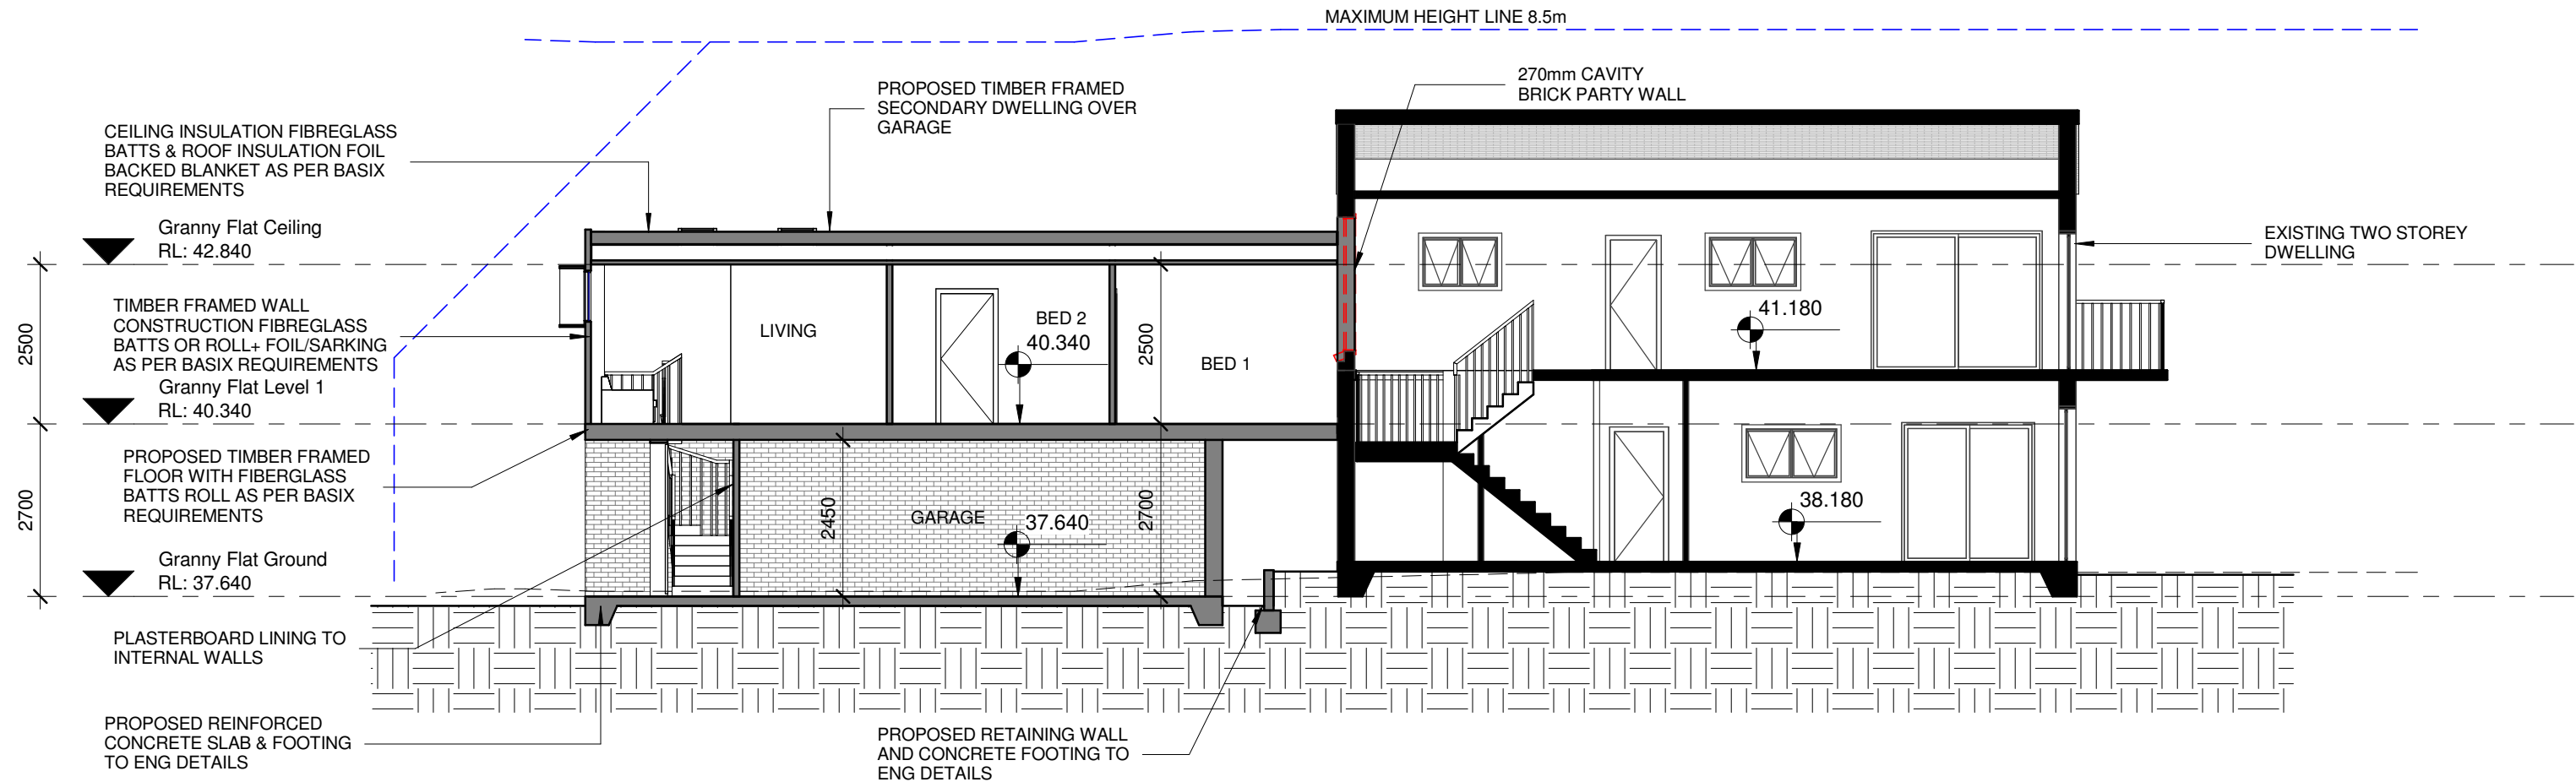 MAXIMUM HEIGHT LINE 8.5m
270mm CAVITY
BRICK PARTY WALL
PROPOSED TIMBER FRAMED
SECONDARY DWELLING OVER
GARAGE
CEILING INSULATION FIBREGLASS
BATTS & ROOF INSULATION FOIL
BACKED BLANKET AS PER BASIX
REQUIREMENTS
Granny Flat Ceiling
RL: 42.840
EXISTING TWO STOREY
DWELLING
TIMBER FRAMED WALL
CONSTRUCTION FIBREGLASS
BATTS OR ROLL+ FOIL/SARKING
AS PER BASIX REQUIREMENTS
2500
LIVING
BED 2
40.340
2500
BED 1
41.180
Granny Flat Level 1
RL: 40.340
PROPOSED TIMBER FRAMED
FLOOR WITH FIBERGLASS
BATTS ROLL AS PER BASIX
REQUIREMENTS
2700
2450
GARAGE
37.640
2700
38.180
Granny Flat Ground
RL: 37.640
PLASTERBOARD LINING TO
INTERNAL WALLS
PROPOSED REINFORCED
CONCRETE SLAB & FOOTING
TO ENG DETAILS
PROPOSED RETAINING WALL
AND CONCRETE FOOTING TO
ENG DETAILS